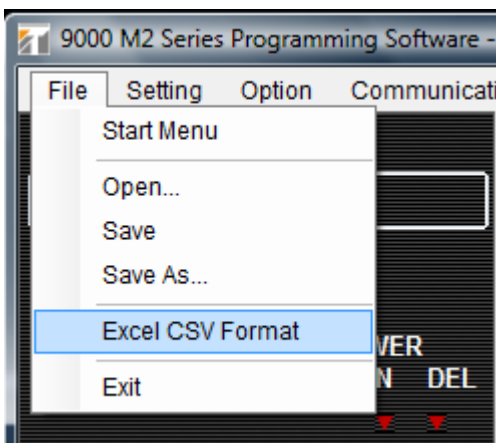 9000 M2 Series Programming Software -
File Setting Option Communicati
Start Menu
Open...
Save
Save As...
Excel CSV Format
Exit
DEL